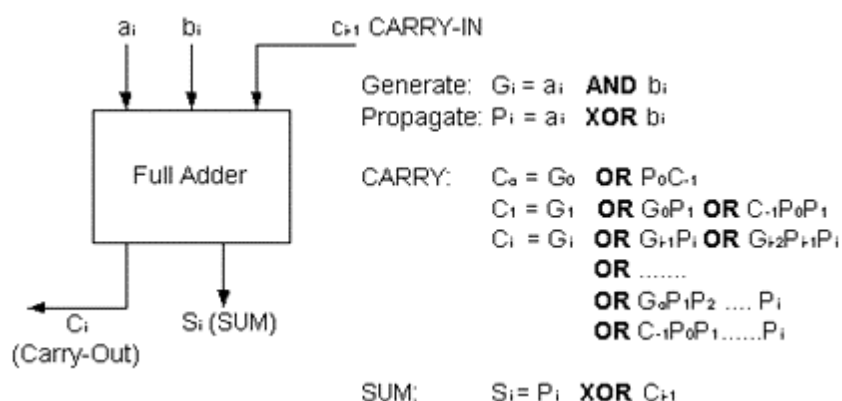 aᵢ bᵢ Cᵢ₋₁ CARRY-IN
Generate: Gᵢ = aᵢ AND bᵢ
Propagate: Pᵢ = aᵢ XOR bᵢ
Full Adder
CARRY: C₀ = G₀ OR P₀C₋₁
C₁ = G₁ OR G₀P₁ OR C₋₁P₀P₁
Cᵢ = Gᵢ OR Gᵢ₋₁Pᵢ OR Gᵢ₋₂Pᵢ₋₁Pᵢ
OR .......
OR G₀P₁P₂ .... Pᵢ
OR C₋₁P₀P₁......Pᵢ
Cᵢ
(Carry-Out)
Sᵢ (SUM)
SUM: Sᵢ = Pᵢ XOR Cᵢ₋₁